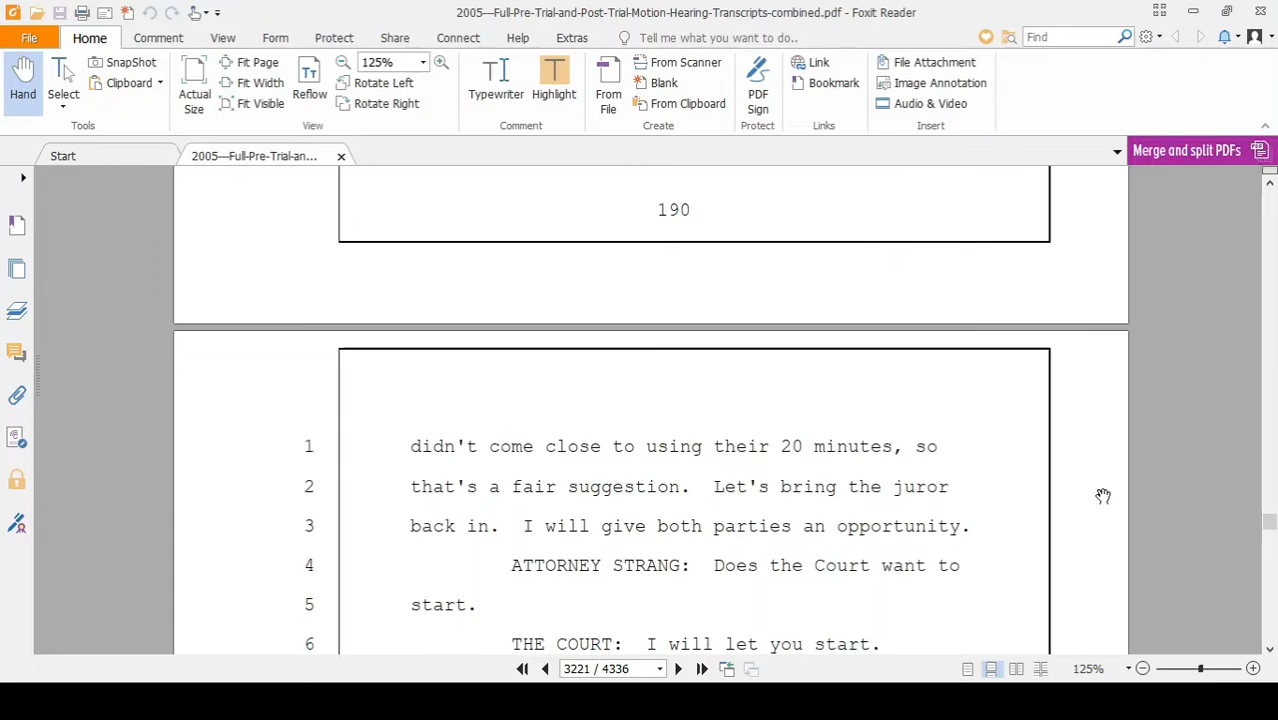 2005---Full-Pre-Trial-and-Post-Trial-Motion-Hearing-Transcripts-combined.pdf - Foxit Reader
File Home Comment View Form Protect Share Connect Help Extras Tell me what you want to do.. Find
Hand
Select
SnapShot
Clipboard
Tools
Actual Size
Fit Page
Fit Width
Fit Visible
Reflow
125%
Rotate Left
Rotate Right
View
Typewriter
Highlight
Comment
From File
From Scanner
Blank
From Clipboard
Create
PDF Sign
Protect
Link
Bookmark
Links
File Attachment
Image Annotation
Audio & Video
Insert
Start 2005---Full-Pre-Trial-an... Merge and split PDFs
190
1 didn't come close to using their 20 minutes, so
2 that's a fair suggestion. Let's bring the juror
3 back in. I will give both parties an opportunity.
4 ATTORNEY STRANG: Does the Court want to
5 start.
6 THE COURT: I will let you start.
3221 / 4336 125%